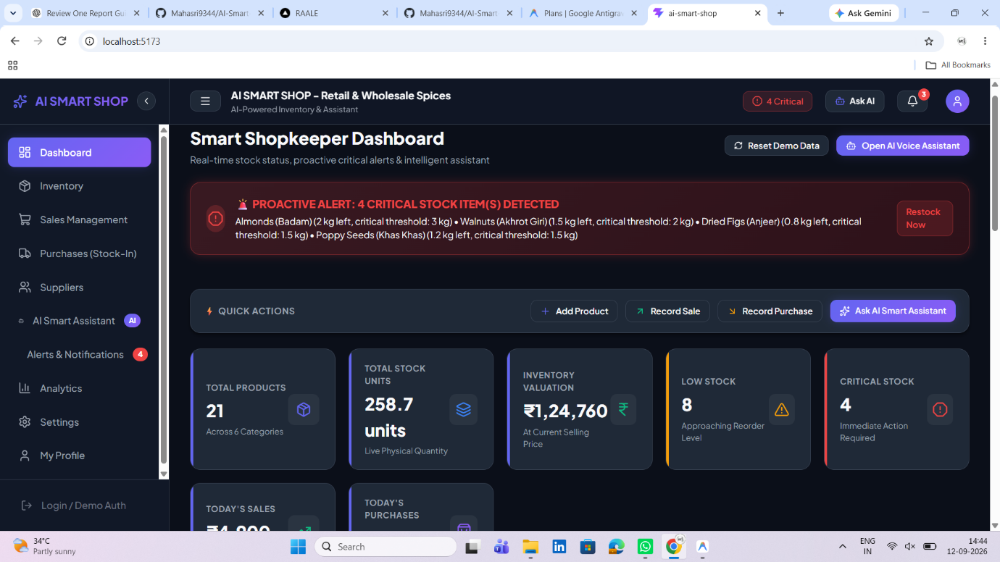 Review One Report Gu
Mahasri9344/AI-Smart
RAALE
Mahasri9344/AI-Smart
Plans | Google Antigra
ai-smart-shop
Ask Gemini
localhost:5173
All Bookmarks
AI SMART SHOP
AI SMART SHOP - Retail & Wholesale Spices
AI-Powered Inventory & Assistant
4 Critical
Ask AI
3
Dashboard
Inventory
Sales Management
Purchases (Stock-In)
Suppliers
AI Smart Assistant AI
Alerts & Notifications 4
Analytics
Settings
My Profile
Login / Demo Auth
Smart Shopkeeper Dashboard
Real-time stock status, proactive critical alerts & intelligent assistant
Reset Demo Data
Open AI Voice Assistant
🚨 PROACTIVE ALERT: 4 CRITICAL STOCK ITEM(S) DETECTED
Almonds (Badam) (2 kg left, critical threshold: 3 kg) • Walnuts (Akhrot Giri) (1.5 kg left, critical threshold: 2 kg) • Dried Figs (Anjeer) (0.8 kg left, critical
threshold: 1.5 kg) • Poppy Seeds (Khas Khas) (1.2 kg left, critical threshold: 1.5 kg)
Restock
Now
QUICK ACTIONS
Add Product
Record Sale
Record Purchase
Ask AI Smart Assistant
TOTAL PRODUCTS
21
Across 6 Categories
TOTAL STOCK
UNITS
258.7
units
Live Physical Quantity
INVENTORY
VALUATION
₹1,24,760
At Current Selling
Price
LOW STOCK
8
Approaching Reorder
Level
CRITICAL STOCK
4
Immediate Action
Required
TODAY'S SALES
TODAY'S
PURCHASES
34°C
Partly sunny
Search
ENG
IN
14:44
12-09-2026